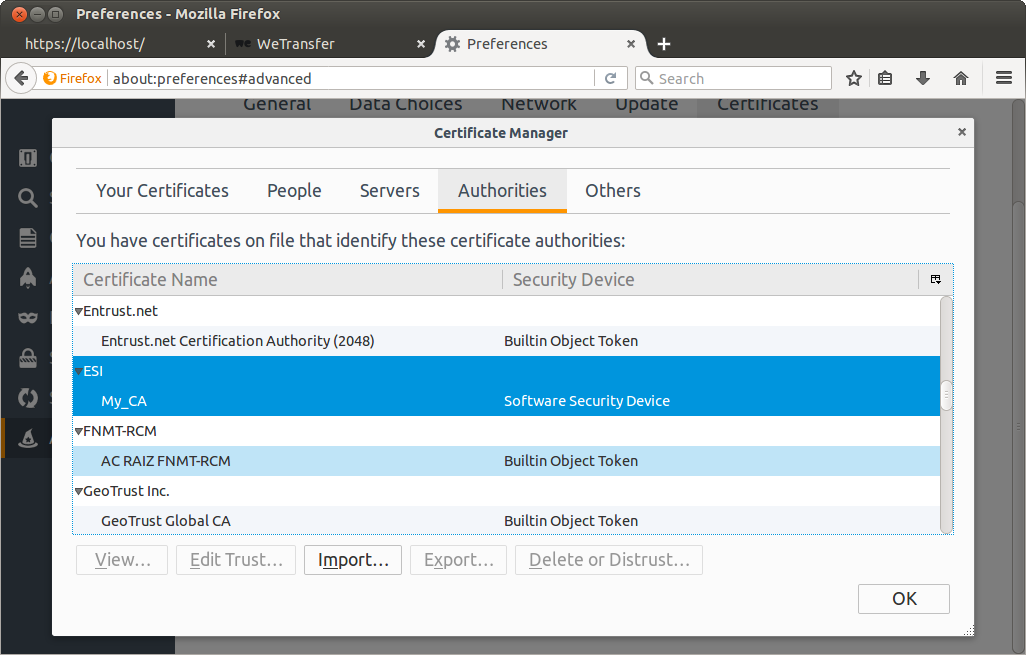 Preferences - Mozilla Firefox
https://localhost/ WeTransfer Preferences
Firefox about:preferences#advanced Search
General Data Choices Network Update Certificates
Certificate Manager
Your Certificates People Servers Authorities Others
You have certificates on file that identify these certificate authorities:
Certificate Name Security Device
Entrust.net
Entrust.net Certification Authority (2048) Builtin Object Token
ESI
My_CA Software Security Device
FNMT-RCM
AC RAIZ FNMT-RCM Builtin Object Token
GeoTrust Inc.
GeoTrust Global CA Builtin Object Token
View... Edit Trust... Import... Export... Delete or Distrust...
OK